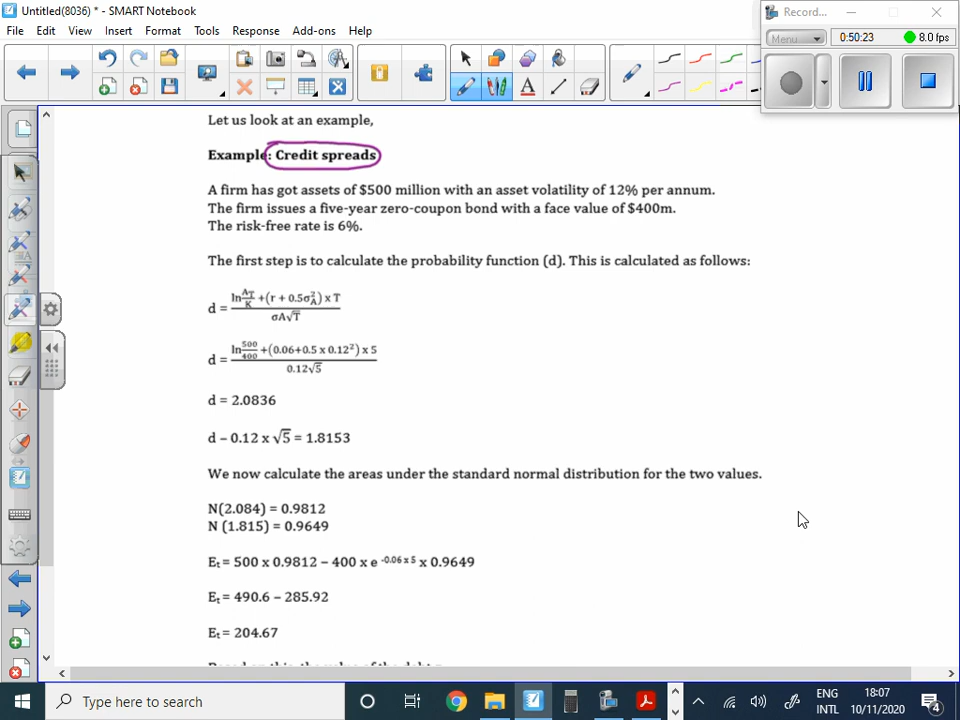 Untitled(8036) * - SMART Notebook
File Edit View Insert Format Tools Response Add-ons Help
Record...
Menu 0:50:23 8.0 fps
Let us look at an example,
Example: Credit spreads
A firm has got assets of $500 million with an asset volatility of 12% per annum.
The firm issues a five-year zero-coupon bond with a face value of $400m.
The risk-free rate is 6%.
The first step is to calculate the probability function (d). This is calculated as follows:
d = ln A_T/K +(r + 0.5σ²_A) x T / σA√T
d = ln 500/400 +(0.06+0.5 x 0.12²) x 5 / 0.12√5
d = 2.0836
d – 0.12 x √5 = 1.8153
We now calculate the areas under the standard normal distribution for the two values.
N(2.084) = 0.9812
N (1.815) = 0.9649
Eₜ = 500 x 0.9812 – 400 x e ⁻⁰·⁰⁶ ˣ ⁵ x 0.9649
Eₜ = 490.6 – 285.92
Eₜ = 204.67
Type here to search
ENG
INTL
18:07
10/11/2020
4